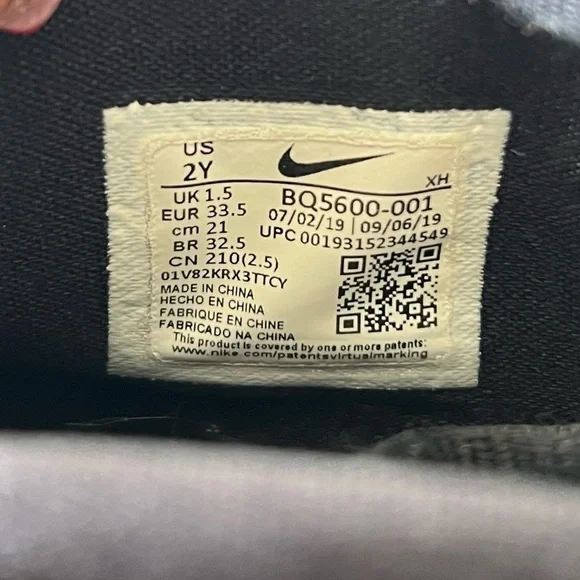 US
2Y
XH
UK 1.5
BQ5600-001
EUR 33.5
07/02/19 | 09/06/19
cm 21
UPC 00193152344549
BR 32.5
CN 210(2.5)
01V82KRX3TTCY
MADE IN CHINA
HECHO EN CHINA
FABRIQUE EN CHINE
FABRICADO NA CHINA
This product is covered by one or more patents:
www.nike.com/patentsvirtualmarking